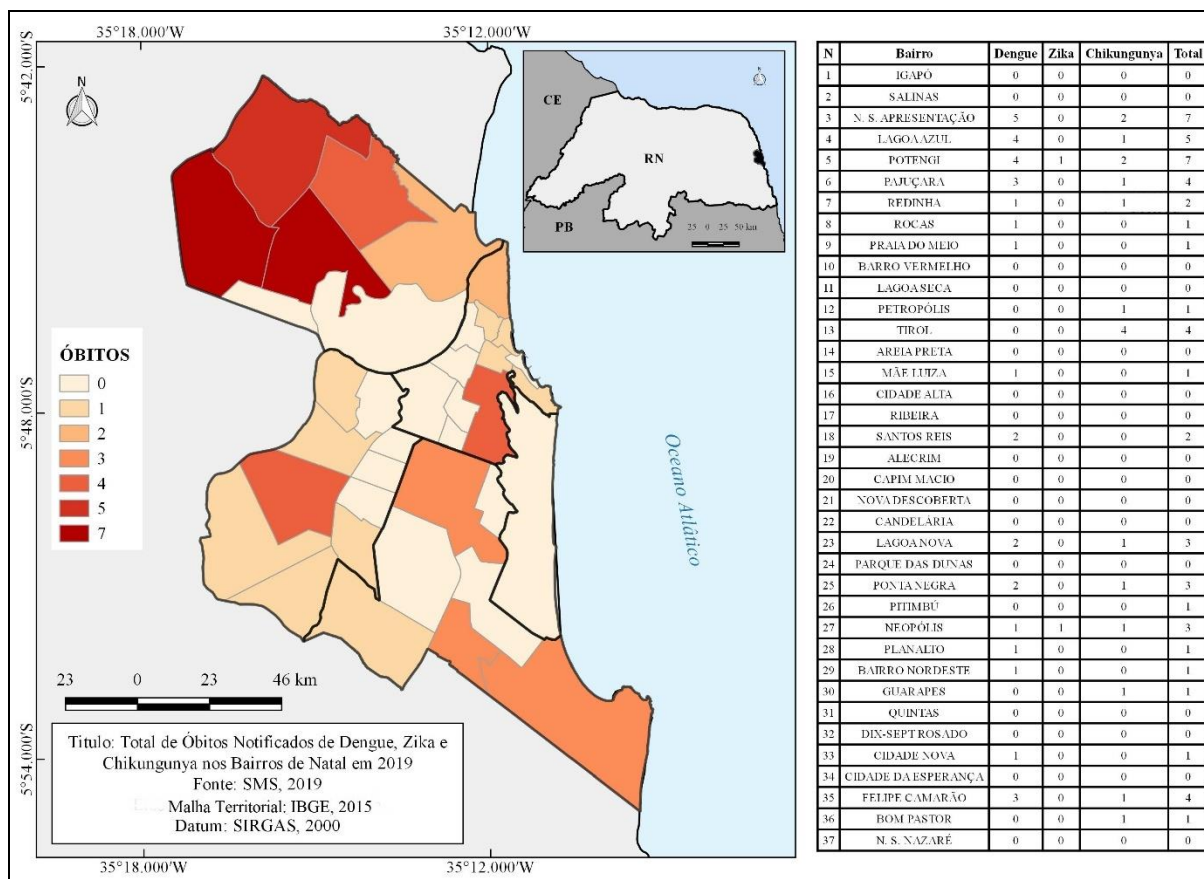 35°18.000'W
35°12.000'W
5°42.000'S
5°48.000'S
5°54.000'S
N
CE
RN
PB
25 0 25 50 km
ÓBITOS
0
1
2
3
4
5
7
Oceano Atlâtico
23 0 23 46 km
Titulo: Total de Óbitos Notificados de Dengue, Zika e
Chikungunya nos Bairros de Natal em 2019
Fonte: SMS, 2019
Malha Territorial: IBGE, 2015
Datum: SIRGAS, 2000
35°18.000'W
35°12.000'W
N Bairro Dengue Zika Chikungunya Total
1 IGAPÓ 0 0 0 0
2 SALINAS 0 0 0 0
3 N. S. APRESENTAÇÃO 5 0 2 7
4 LAGOA AZUL 4 0 1 5
5 POTENGI 4 1 2 7
6 PAJUÇARA 3 0 1 4
7 REDINHA 1 0 1 2
8 ROCAS 1 0 0 1
9 PRAIA DO MEIO 1 0 0 1
10 BARRO VERMELHO 0 0 0 0
11 LAGOA SECA 0 0 0 0
12 PETROPÓLIS 0 0 1 1
13 TIROL 0 0 4 4
14 AREIA PRETA 0 0 0 0
15 MÃE LUIZA 1 0 0 1
16 CIDADE ALTA 0 0 0 0
17 RIBEIRA 0 0 0 0
18 SANTOS REIS 2 0 0 2
19 ALECRIM 0 0 0 0
20 CAPIM MACIO 0 0 0 0
21 NOVA DESCOBERTA 0 0 0 0
22 CANDELÁRIA 0 0 0 0
23 LAGOA NOVA 2 0 1 3
24 PARQUE DAS DUNAS 0 0 0 0
25 PONTA NEGRA 2 0 1 3
26 PITIMBÚ 0 0 0 1
27 NEOPÓLIS 1 1 1 3
28 PLANALTO 1 0 0 1
29 BAIRRO NORDESTE 1 0 0 1
30 GUARAPES 0 0 1 1
31 QUINTAS 0 0 0 0
32 DIX-SEPT ROSADO 0 0 0 0
33 CIDADE NOVA 1 0 0 1
34 CIDADE DA ESPERANÇA 0 0 0 0
35 FELIPE CAMARÃO 3 0 1 4
36 BOM PASTOR 0 0 1 1
37 N. S. NAZARÉ 0 0 0 0